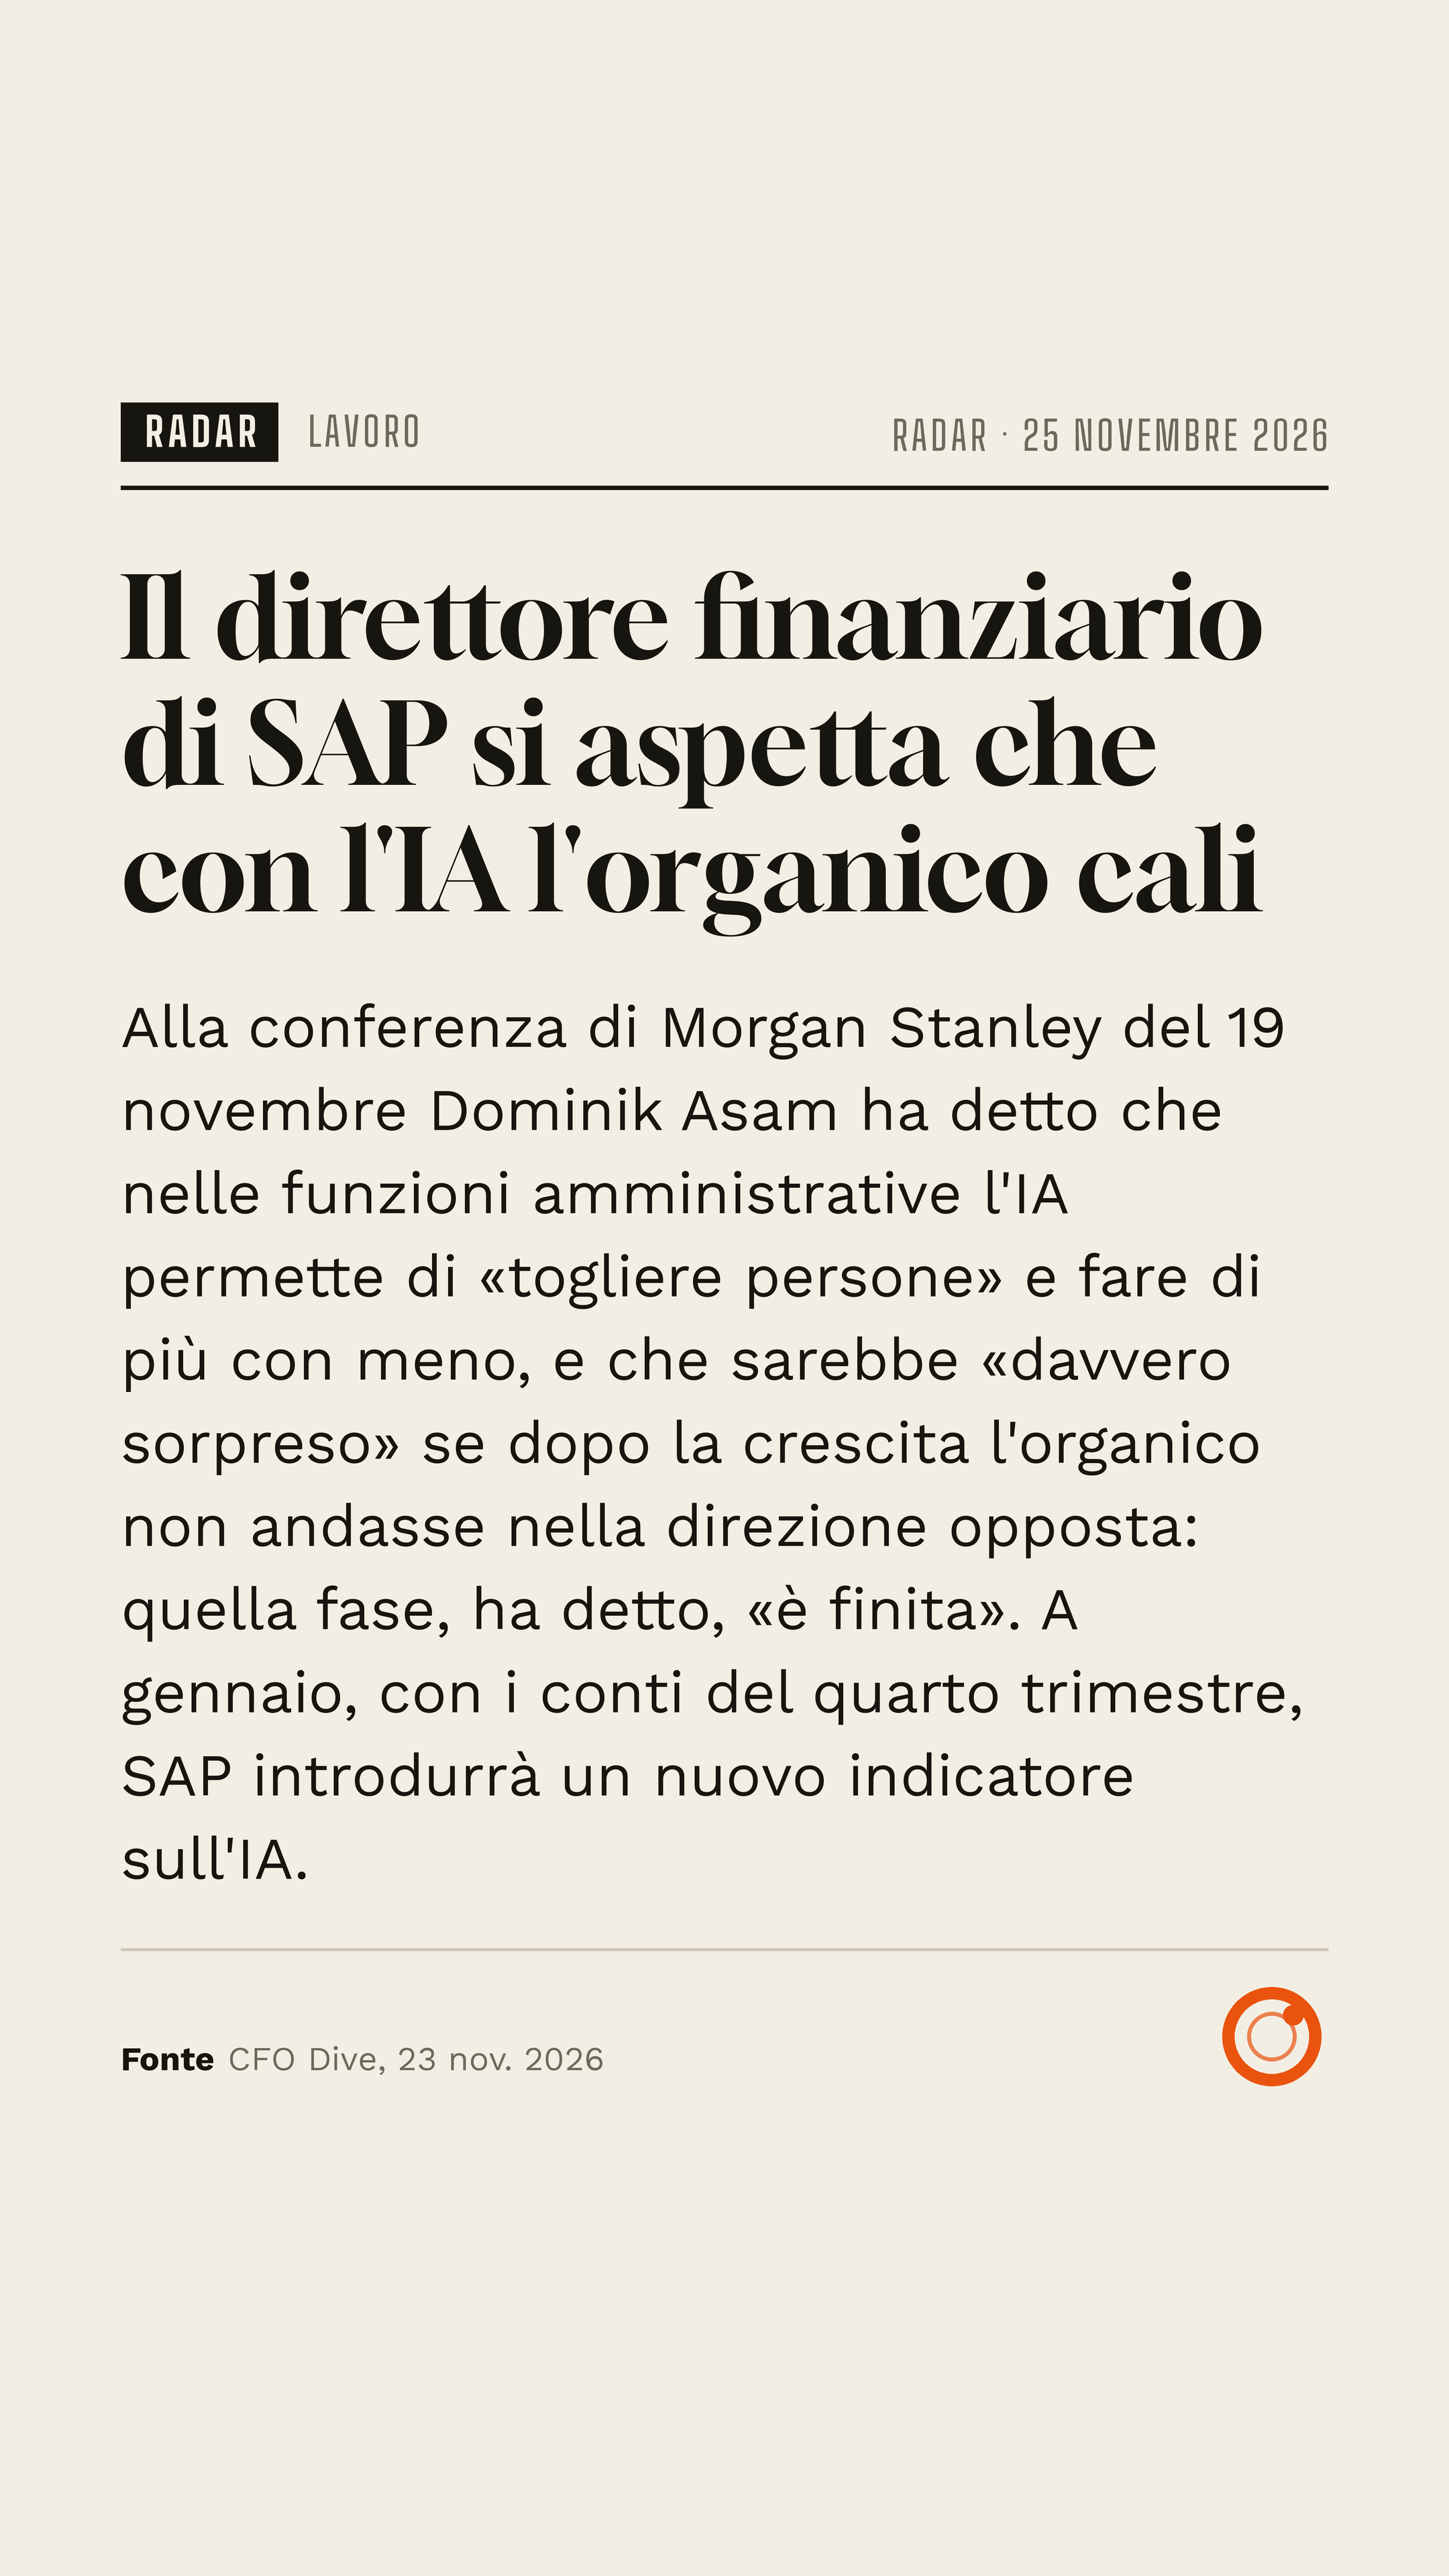 RADAR LAVORO RADAR · 25 NOVEMBRE 2026
Il direttore finanziario
di SAP si aspetta che
con l'IA l'organico cali
Alla conferenza di Morgan Stanley del 19
novembre Dominik Asam ha detto che
nelle funzioni amministrative l'IA
permette di «togliere persone» e fare di
più con meno, e che sarebbe «davvero
sorpreso» se dopo la crescita l'organico
non andasse nella direzione opposta:
quella fase, ha detto, «è finita». A
gennaio, con i conti del quarto trimestre,
SAP introdurrà un nuovo indicatore
sull'IA.
Fonte CFO Dive, 23 nov. 2026